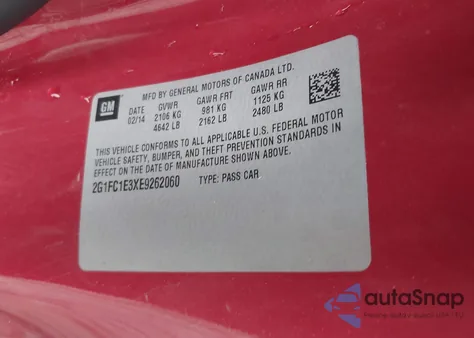 MFD BY GENERAL MOTORS OF CANADA LTD.
GM
DATE GVWR GAWR FRT GAWR RR
02/14 2106 KG 981 KG 1125 KG
4642 LB 2162 LB 2480 LB
THIS VEHICLE CONFORMS TO ALL APPLICABLE U.S. FEDERAL MOTOR
VEHICLE SAFETY, BUMPER, AND THEFT PREVENTION STANDARDS IN
EFFECT ON THE DATE OF MANUFACTURE SHOWN ABOVE.
2G1FC1E3XE9262060 TYPE: PASS CAR
autaSnap